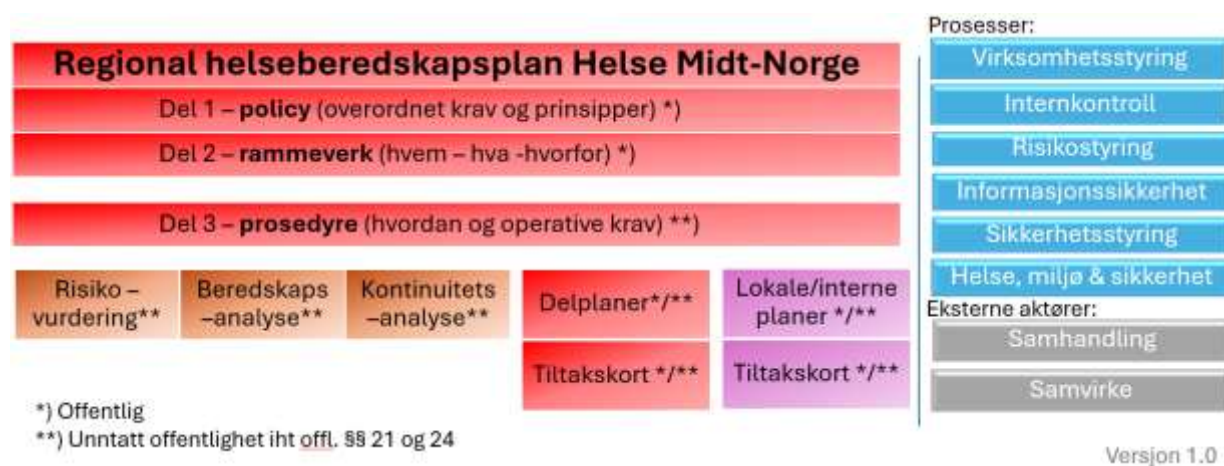 Regional helseberedskapsplan Helse Midt-Norge
Del 1 – policy (overordnet krav og prinsipper) *)
Del 2 – rammeverk (hvem – hva -hvorfor) *)
Del 3 – prosedyre (hvordan og operative krav) **)
Risiko –
vurdering**
Beredskaps
–analyse**
Kontinuitets
–analyse**
Delplaner*/**
Tiltakskort */**
Lokale/interne
planer */**
Tiltakskort */**
*) Offentlig
**) Unntatt offentlighet iht offl. §§ 21 og 24
Prosesser:
Virksomhetsstyring
Internkontroll
Risikostyring
Informasjonssikkerhet
Sikkerhetsstyring
Helse, miljø & sikkerhet
Eksterne aktører:
Samhandling
Samvirke
Versjon 1.0